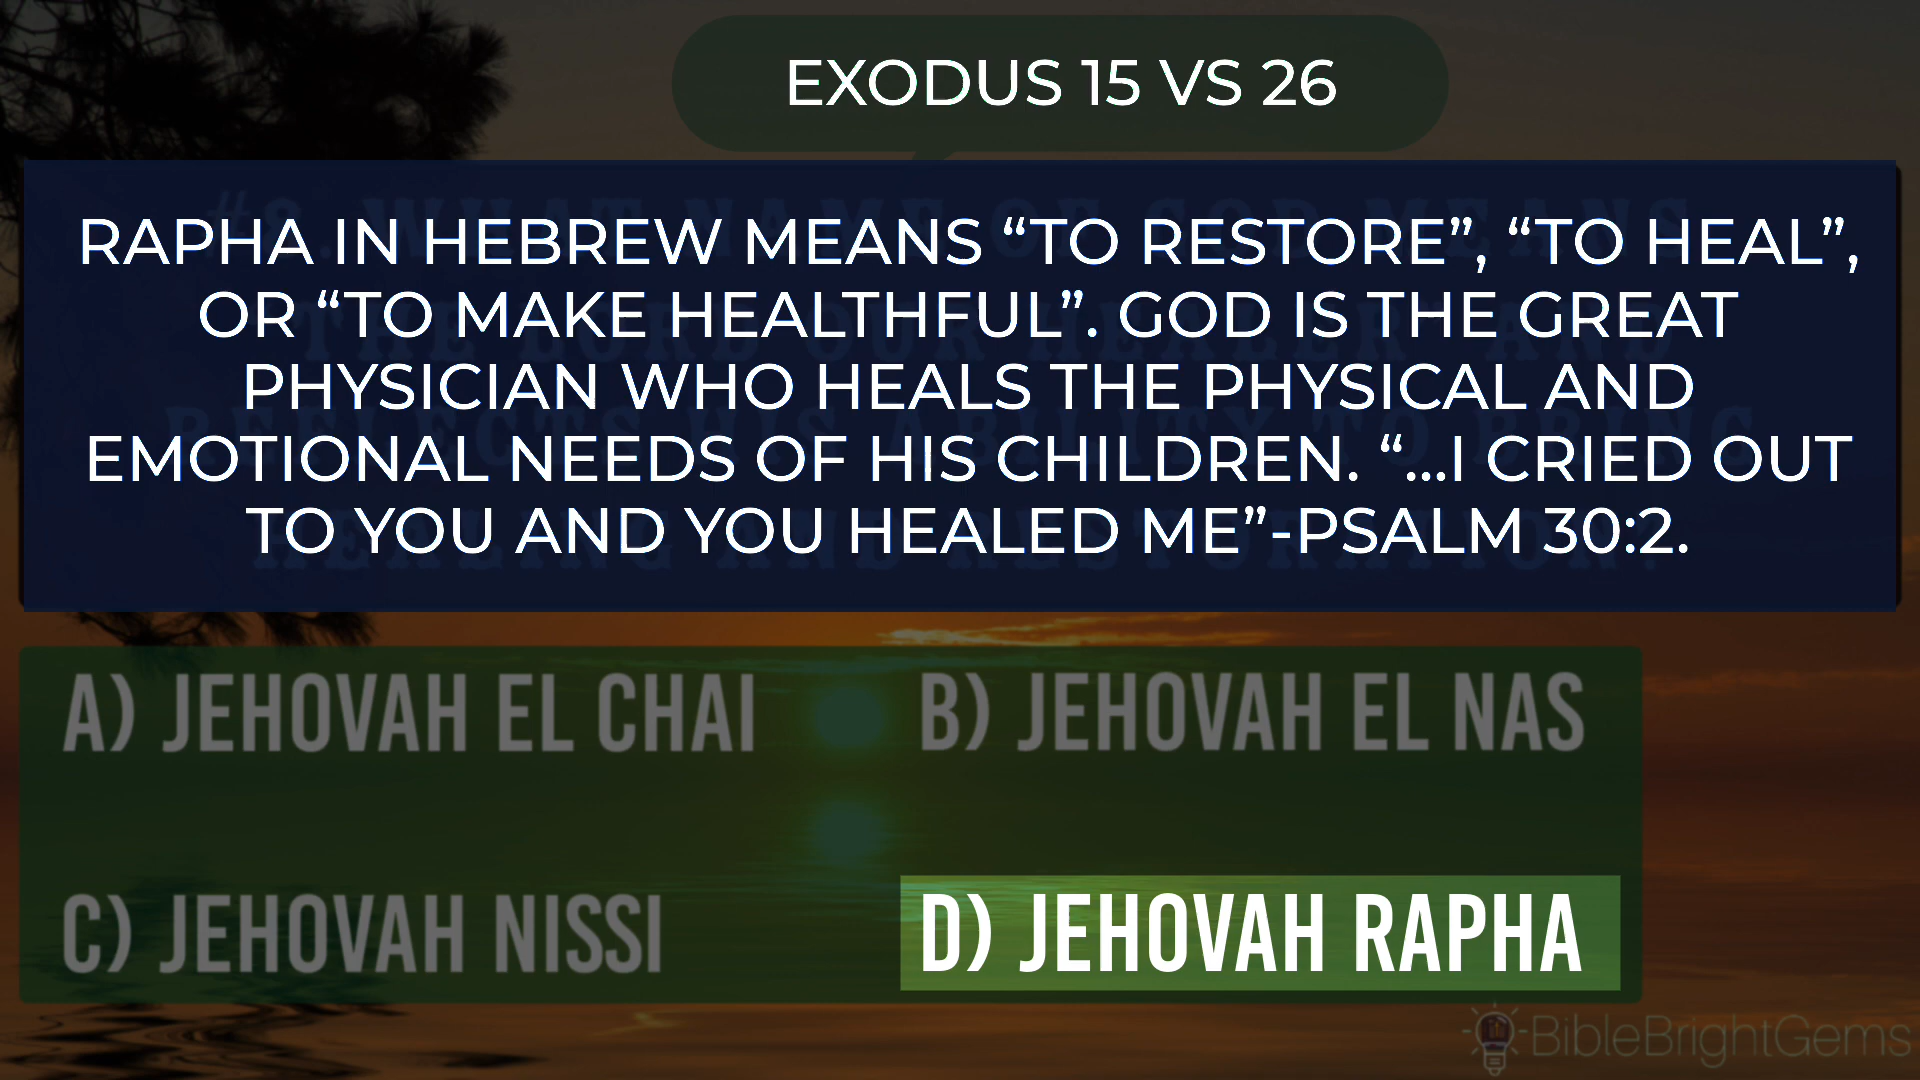 EXODUS 15 VS 26
RAPHA IN HEBREW MEANS “TO RESTORE”, “TO HEAL”,
OR “TO MAKE HEALTHFUL”. GOD IS THE GREAT
PHYSICIAN WHO HEALS THE PHYSICAL AND
EMOTIONAL NEEDS OF HIS CHILDREN. “...I CRIED OUT
TO YOU AND YOU HEALED ME”-PSALM 30:2.
A) JEHOVAH EL CHAI
B) JEHOVAH EL NAS
C) JEHOVAH NISSI
D) JEHOVAH RAPHA
BibleBrightGems